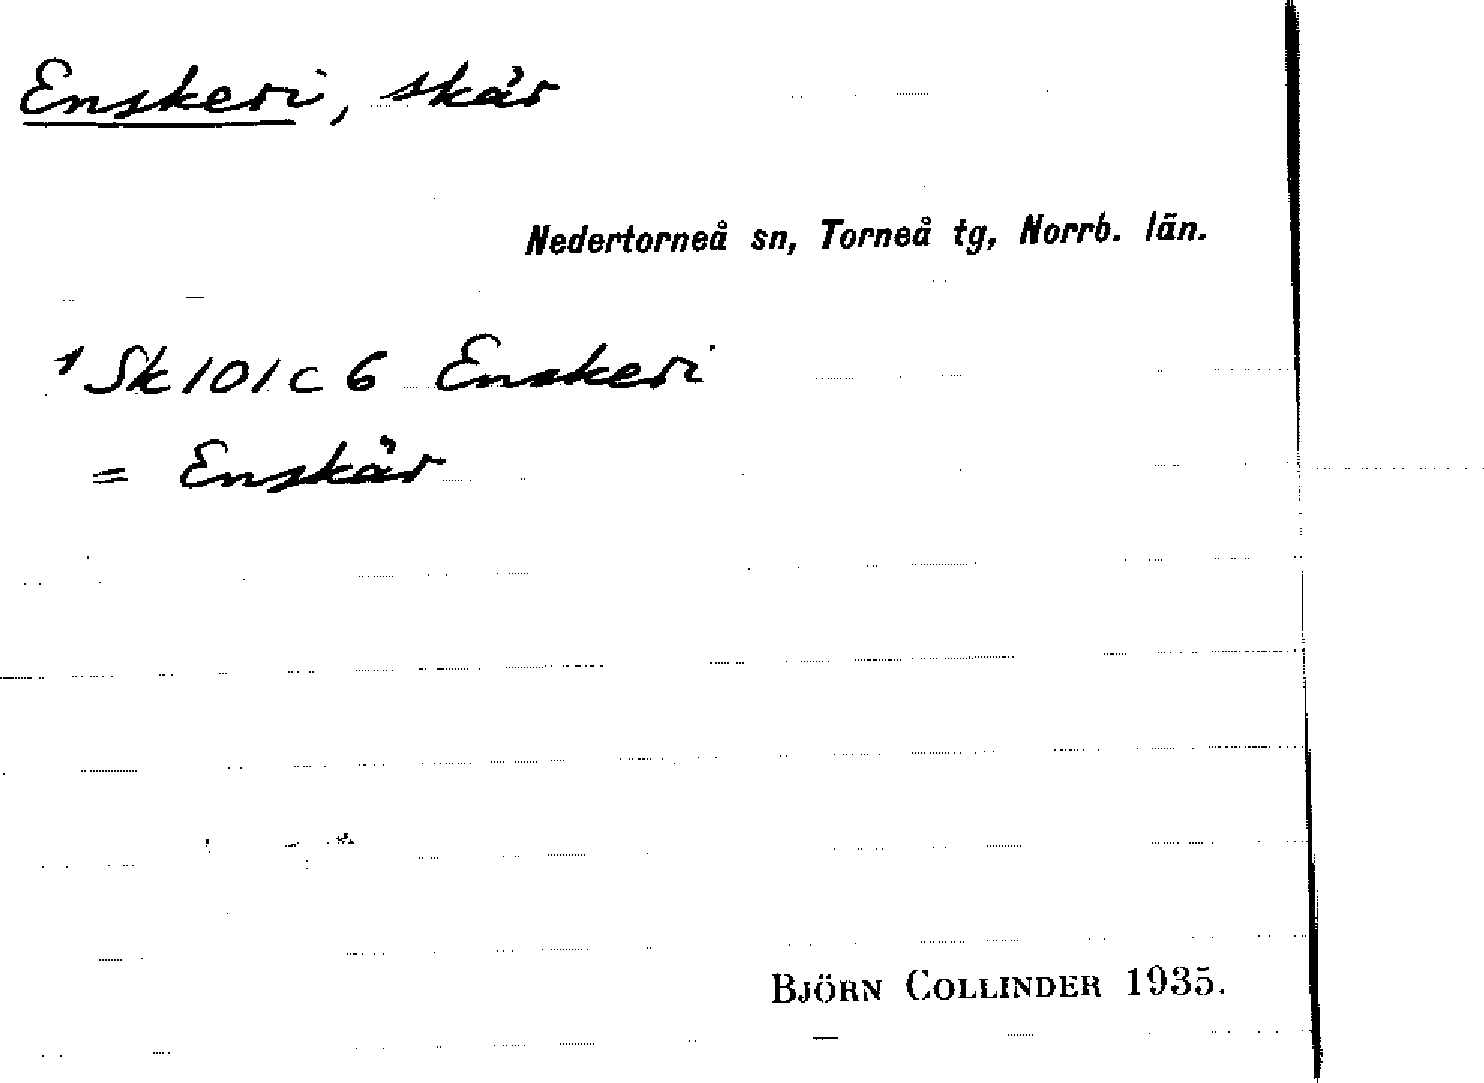 Enskeri, skär
Nedertorneå sn, Torneå tg, Norrb. län.
1 Sk 101 c 6 Enskeri
= Enskär
BJÖRN COLLINDER 1935.